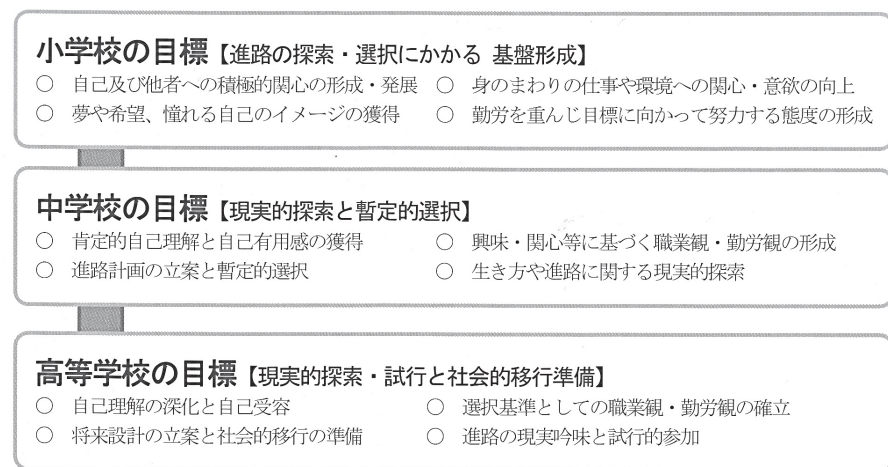 小学校の目標【進路の探索・選択にかかる 基盤形成】
○ 自己及び他者への積極的関心の形成・発展 ○ 身のまわりの仕事や環境への関心・意欲の向上
○ 夢や希望、憧れる自己のイメージの獲得 ○ 勤労を重んじ目標に向かって努力する態度の形成
中学校の目標【現実的探索と暫定的選択】
○ 肯定的自己理解と自己有用感の獲得 ○ 興味・関心等に基づく職業観・勤労観の形成
○ 進路計画の立案と暫定的選択 ○ 生き方や進路に関する現実的探索
高等学校の目標【現実的探索・試行と社会的移行準備】
○ 自己理解の深化と自己受容 ○ 選択基準としての職業観・勤労観の確立
○ 将来設計の立案と社会的移行の準備 ○ 進路の現実吟味と試行的参加